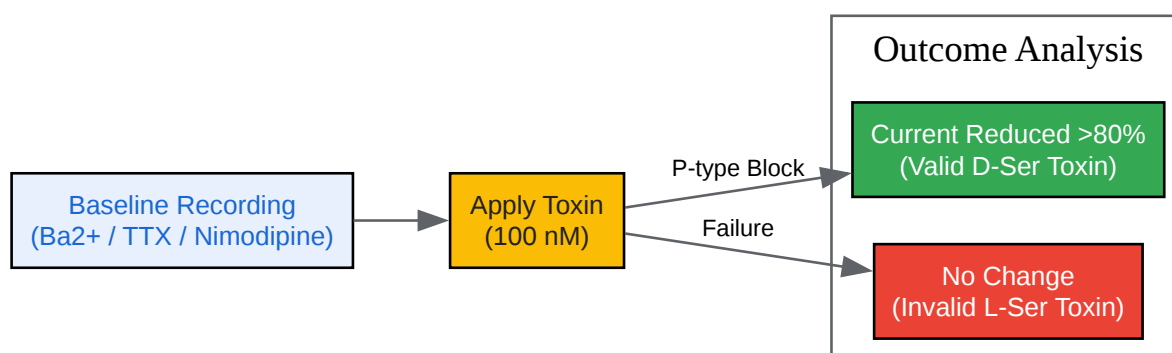 Outcome Analysis
Baseline Recording
(Ba2+ / TTX / Nimodipine)
Apply Toxin
(100 nM)
P-type Block
Failure
Current Reduced >80%
(Valid D-Ser Toxin)
No Change
(Invalid L-Ser Toxin)